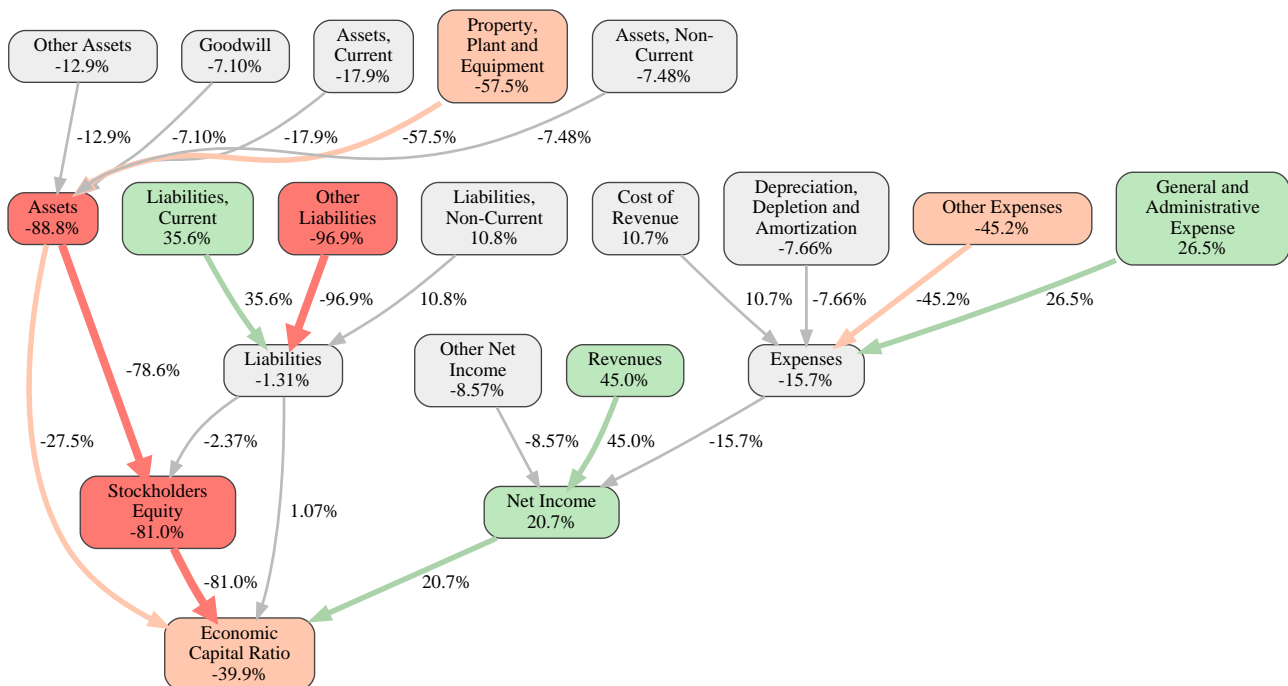 Other Assets
-12.9%
Goodwill
-7.10%
Assets,
Current
-17.9%
Property,
Plant and
Equipment
-57.5%
Assets, Non-
Current
-7.48%
-12.9%
-7.10%
-17.9%
-57.5%
-7.48%
Assets
-88.8%
Liabilities,
Current
35.6%
Other
Liabilities
-96.9%
Liabilities,
Non-Current
10.8%
Cost of
Revenue
10.7%
Depreciation,
Depletion and
Amortization
-7.66%
Other Expenses
-45.2%
General and
Administrative
Expense
26.5%
35.6%
-96.9%
10.8%
10.7%
-7.66%
-45.2%
26.5%
-78.6%
Liabilities
-1.31%
Other Net
Income
-8.57%
Revenues
45.0%
Expenses
-15.7%
-27.5%
-2.37%
-8.57%
45.0%
-15.7%
Stockholders
Equity
-81.0%
1.07%
Net Income
20.7%
-81.0%
20.7%
Economic
Capital Ratio
-39.9%